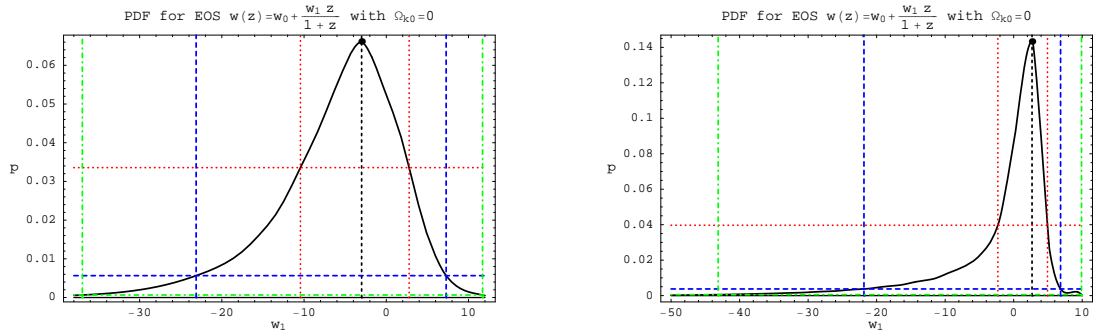 PDF for EOS w(z)=w₀+ w₁ z/(1+z) with Ωₖ₀=0
p
0.06
0.05
0.04
0.03
0.02
0.01
0
-30 -20 -10 0 10
w₁
PDF for EOS w(z)=w₀+ w₁ z/(1+z) with Ωₖ₀=0
p
0.14
0.12
0.1
0.08
0.06
0.04
0.02
0
-50 -40 -30 -20 -10 0 10
w₁